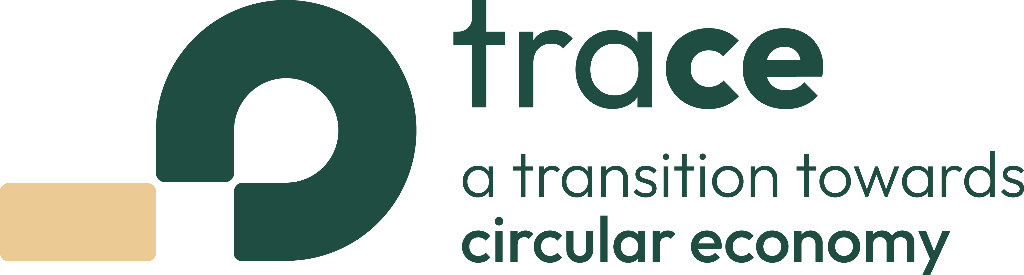 trace
a transition towards
circular economy